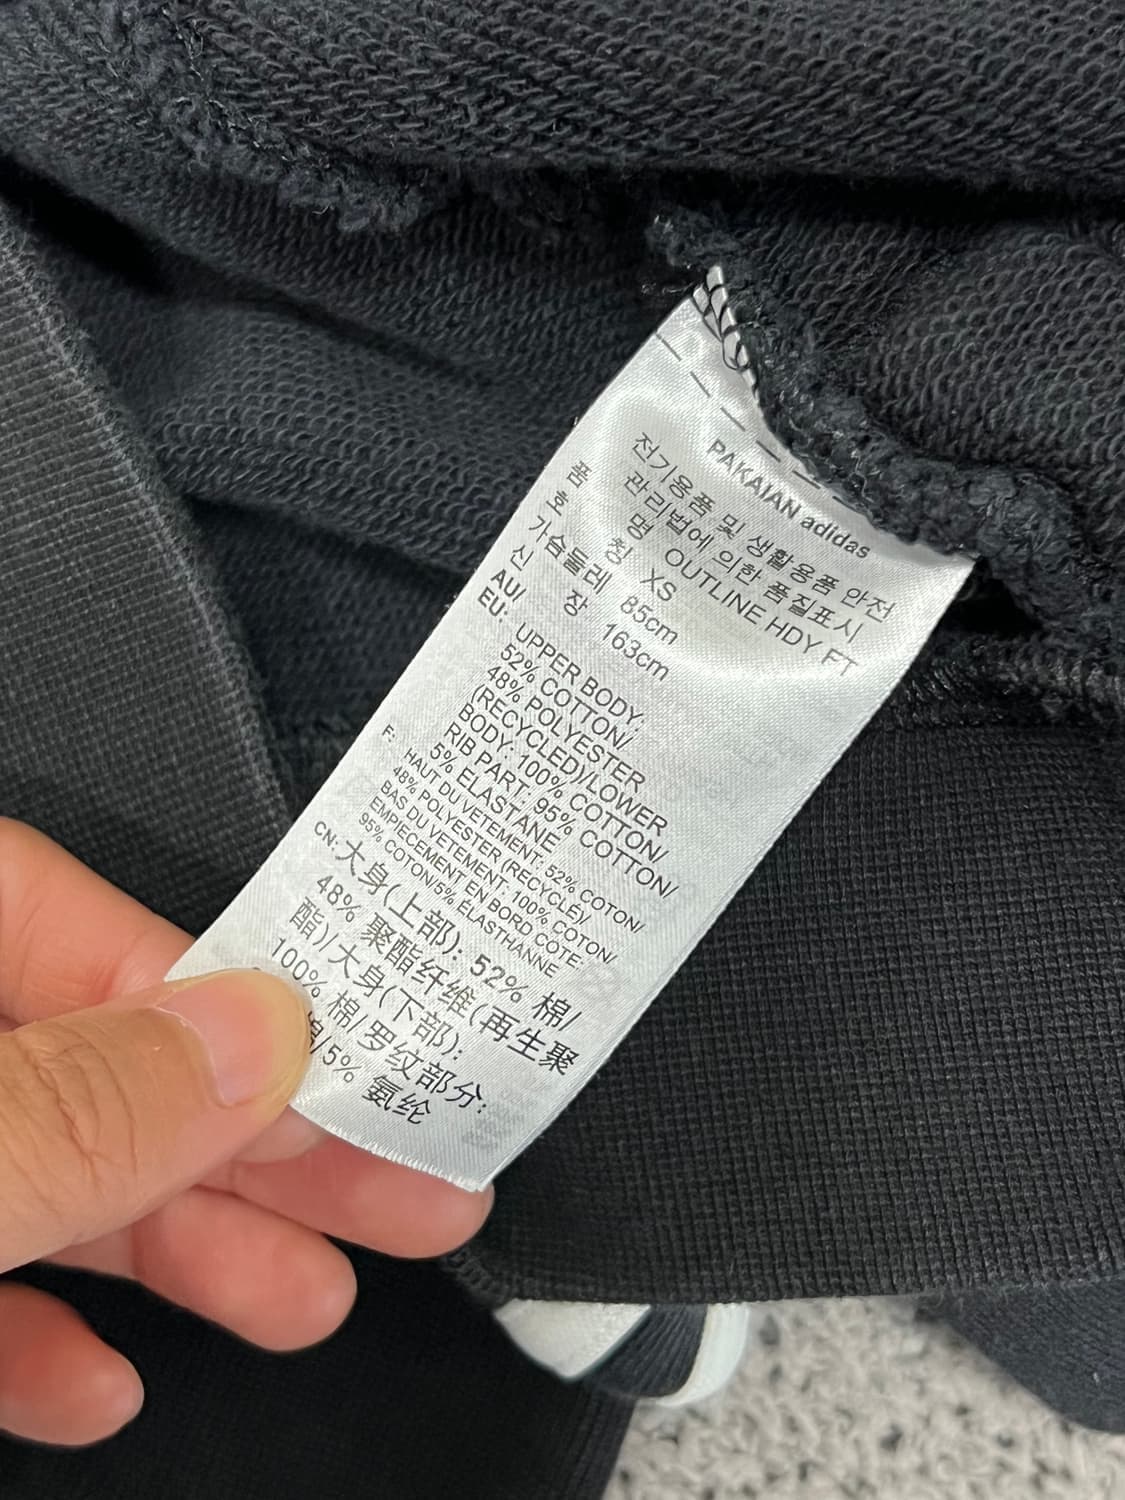 PAKAIAN adidas
전기용품 및 생활용품 안전
관리법에 의한 품질표시
품 명 OUTLINE HDY FT
호 칭 XS
가슴둘레 85cm
신 장 163cm
AU/
EU: UPPER BODY:
52% COTTON/
48% POLYESTER
(RECYCLED)/LOWER
BODY: 100% COTTON/
RIB PART: 95% COTTON/
5% ELASTANE
F: HAUT DU VETEMENT: 52% COTON/
48% POLYESTER (RECYCLE)/
BAS DU VETEMENT: 100% COTON/
EMPIECEMENT EN BORD COTE:
95% COTON/5% ÉLASTHANNE
CN:大身(上部): 52% 棉/
48% 聚酯纤维(再生聚
酯)/大身(下部):
100% 棉/罗纹部分:
棉/5% 氨纶